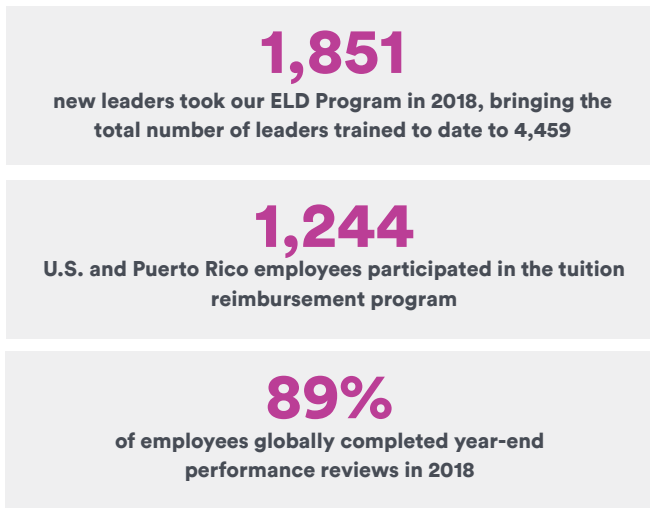 1,851
new leaders took our ELD Program in 2018, bringing the
total number of leaders trained to date to 4,459
1,244
U.S. and Puerto Rico employees participated in the tuition
reimbursement program
89%
of employees globally completed year-end
performance reviews in 2018